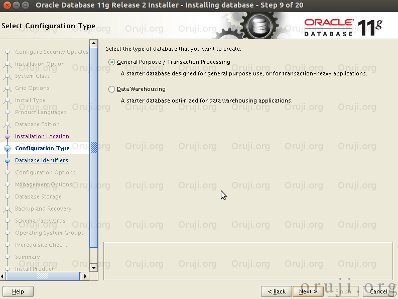 Oracle Database 11g Release 2 Installer - Installing database - Step 9 of 20
Select Configuration Type
ORACLE
DATABASE 11g
Configure Security Updates
Installation Option
System Class
Grid Options
Install Type
Product Languages
Database Edition
Installation Location
Configuration Type
Database Identifiers
Configuration Options
Management Options
Database Storage
Backup and Recovery
Schema Passwords
Operating System Groups
Prerequisite Checks
Summary
Install Product
Select the type of database that you want to create.
General Purpose / Transaction Processing
A starter database designed for general purpose use, or for transaction-heavy applications.
Data Warehousing
A starter database optimized for data warehousing applications.
Help
< Back
Next >
Cancel
oruji.org